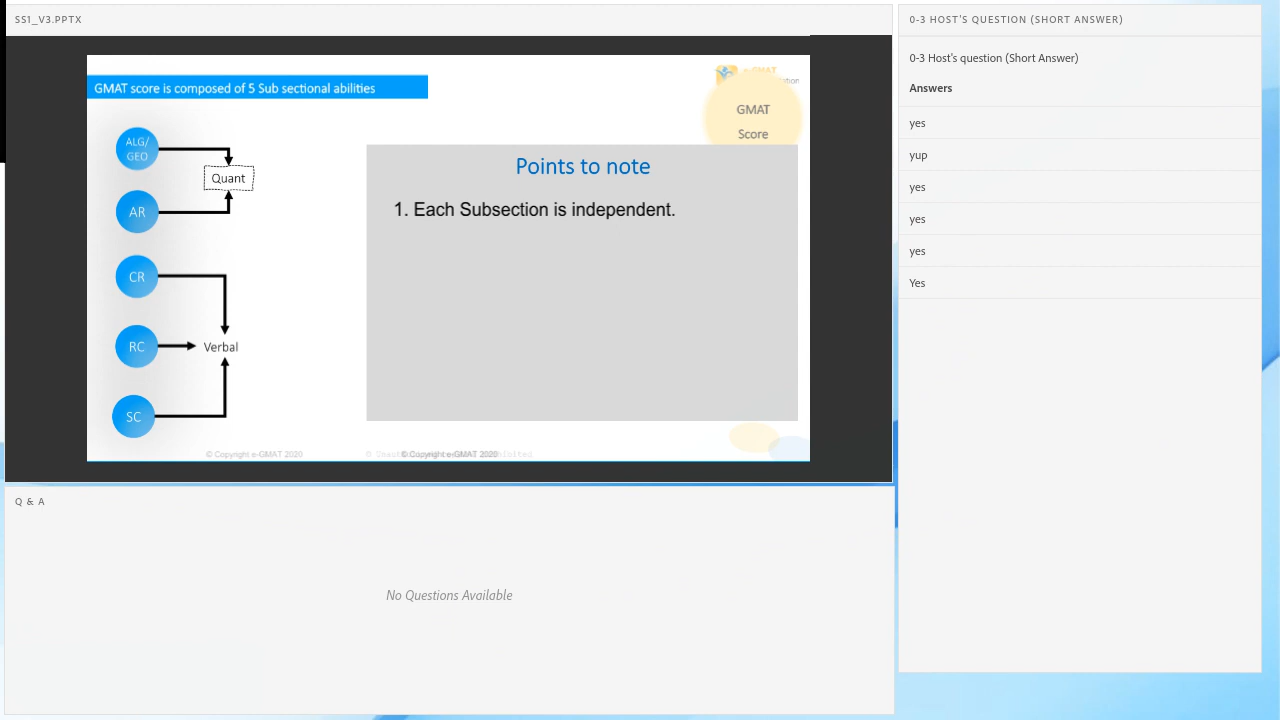 SS1_V3.PPTX
GMAT score is composed of 5 Sub sectional abilities
e-GMAT
GMAT
Score
ALG/
GEO
Quant
AR
CR
RC
Verbal
SC
Points to note
1. Each Subsection is independent.
© Copyright e-GMAT 2020
© Copyright e-GMAT 2020
Q & A
No Questions Available
0-3 HOST'S QUESTION (SHORT ANSWER)
0-3 Host's question (Short Answer)
Answers
yes
yup
yes
yes
yes
Yes